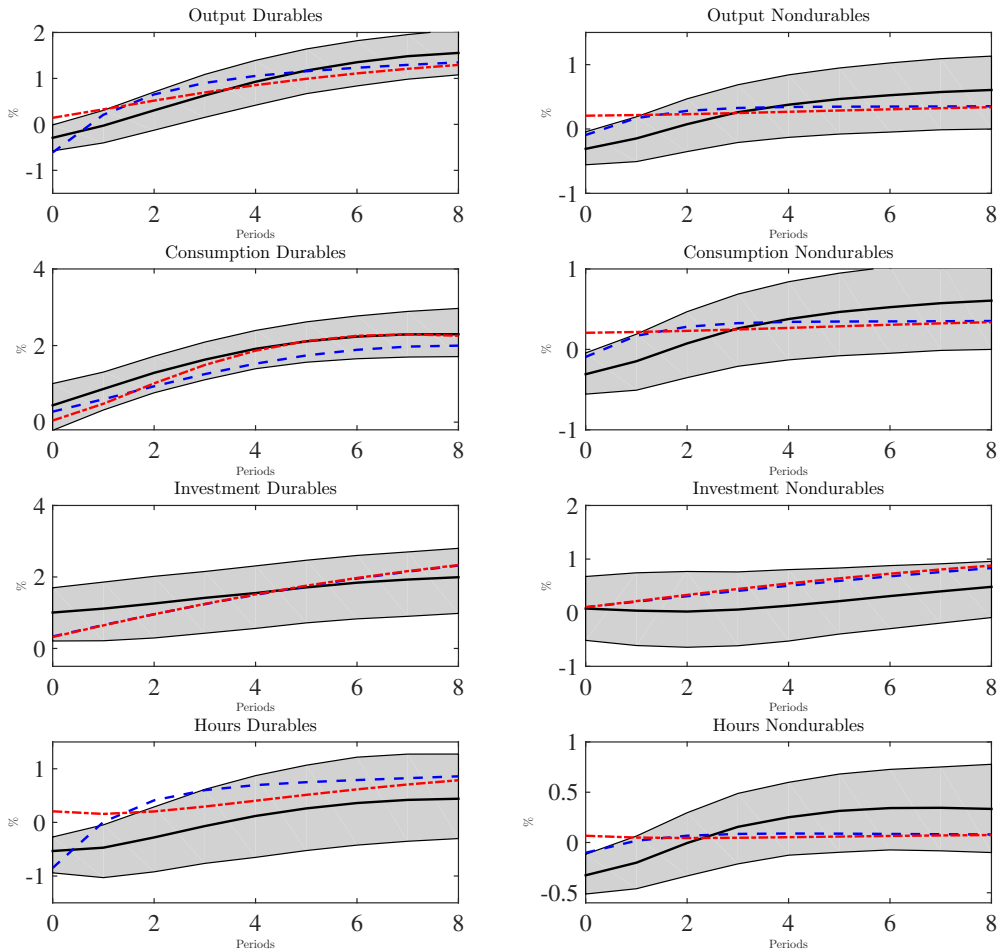 Output Durables
2
1
0
-1
%
0 2 4 6 8
Periods
Output Nondurables
1
0
-1
%
0 2 4 6 8
Periods
Consumption Durables
4
2
0
%
0 2 4 6 8
Periods
Consumption Nondurables
1
0
-1
%
0 2 4 6 8
Periods
Investment Durables
4
2
0
%
0 2 4 6 8
Periods
Investment Nondurables
2
1
0
-1
%
0 2 4 6 8
Periods
Hours Durables
1
0
-1
%
0 2 4 6 8
Periods
Hours Nondurables
1
0.5
0
-0.5
%
0 2 4 6 8
Periods